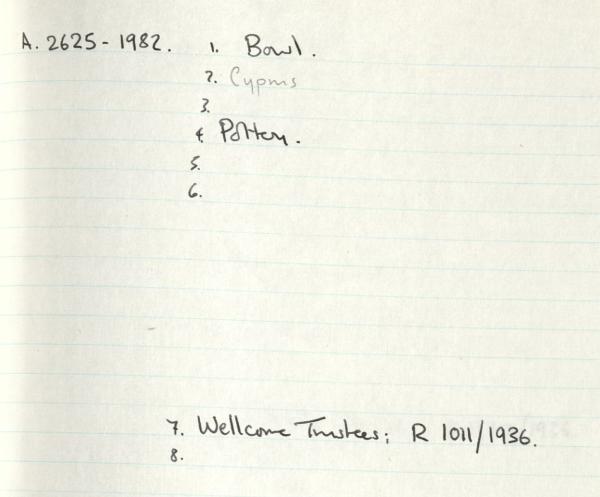 A. 2625 - 1982. 1. Bowl.
2. Cyprus
3.
4. Pottery.
5.
6.
7. Wellcome Trustees; R 1011/1936.
8.